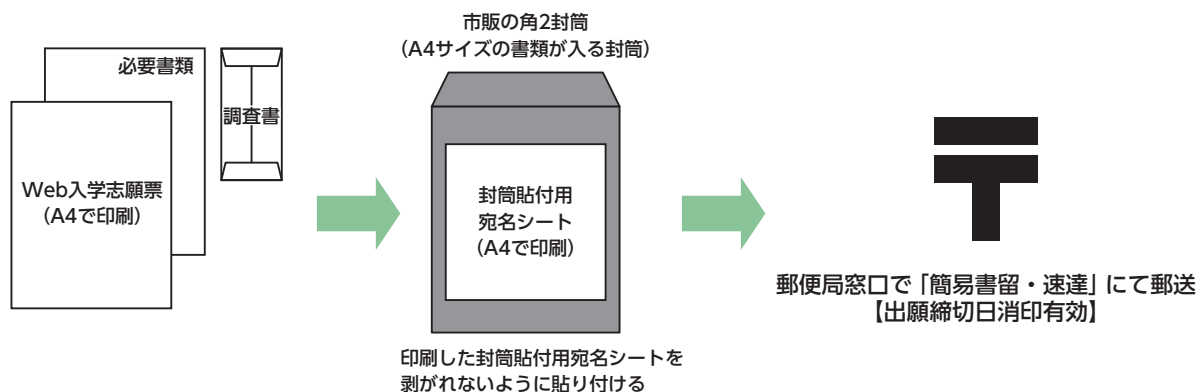 必要書類
調査書
Web入学志願票
（A4で印刷）
市販の角2封筒
（A4サイズの書類が入る封筒）
封筒貼付用
宛名シート
（A4で印刷）
印刷した封筒貼付用宛名シートを
剥がれないように貼り付ける
〒
郵便局窓口で「簡易書留・速達」にて郵送
【出願締切日消印有効】